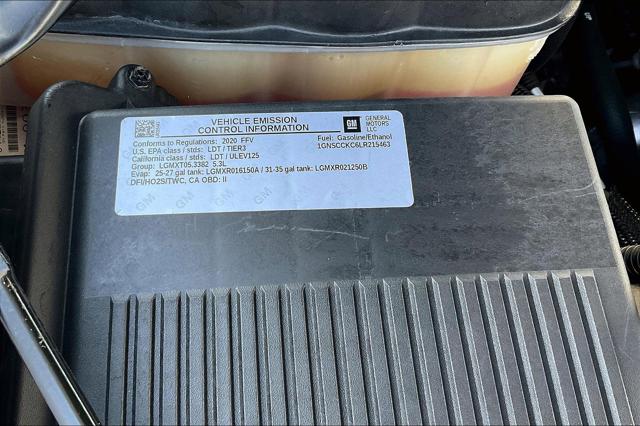 VEHICLE EMISSION
CONTROL INFORMATION
GM
GENERAL
MOTORS
LLC
Conforms to Regulations: 2020 FFV
Fuel: Gasoline/Ethanol
U.S. EPA class / stds: LDT / TIER3
1GNSCCKC6LR215463
California class / stds: LDT / ULEV125
Group: LGMXT05.3382 5.3L
Evap: 25-27 gal tank: LGMXR016150A / 31-35 gal tank: LGMXR021250B
DFI/HO2S/TWC, CA OBD: II